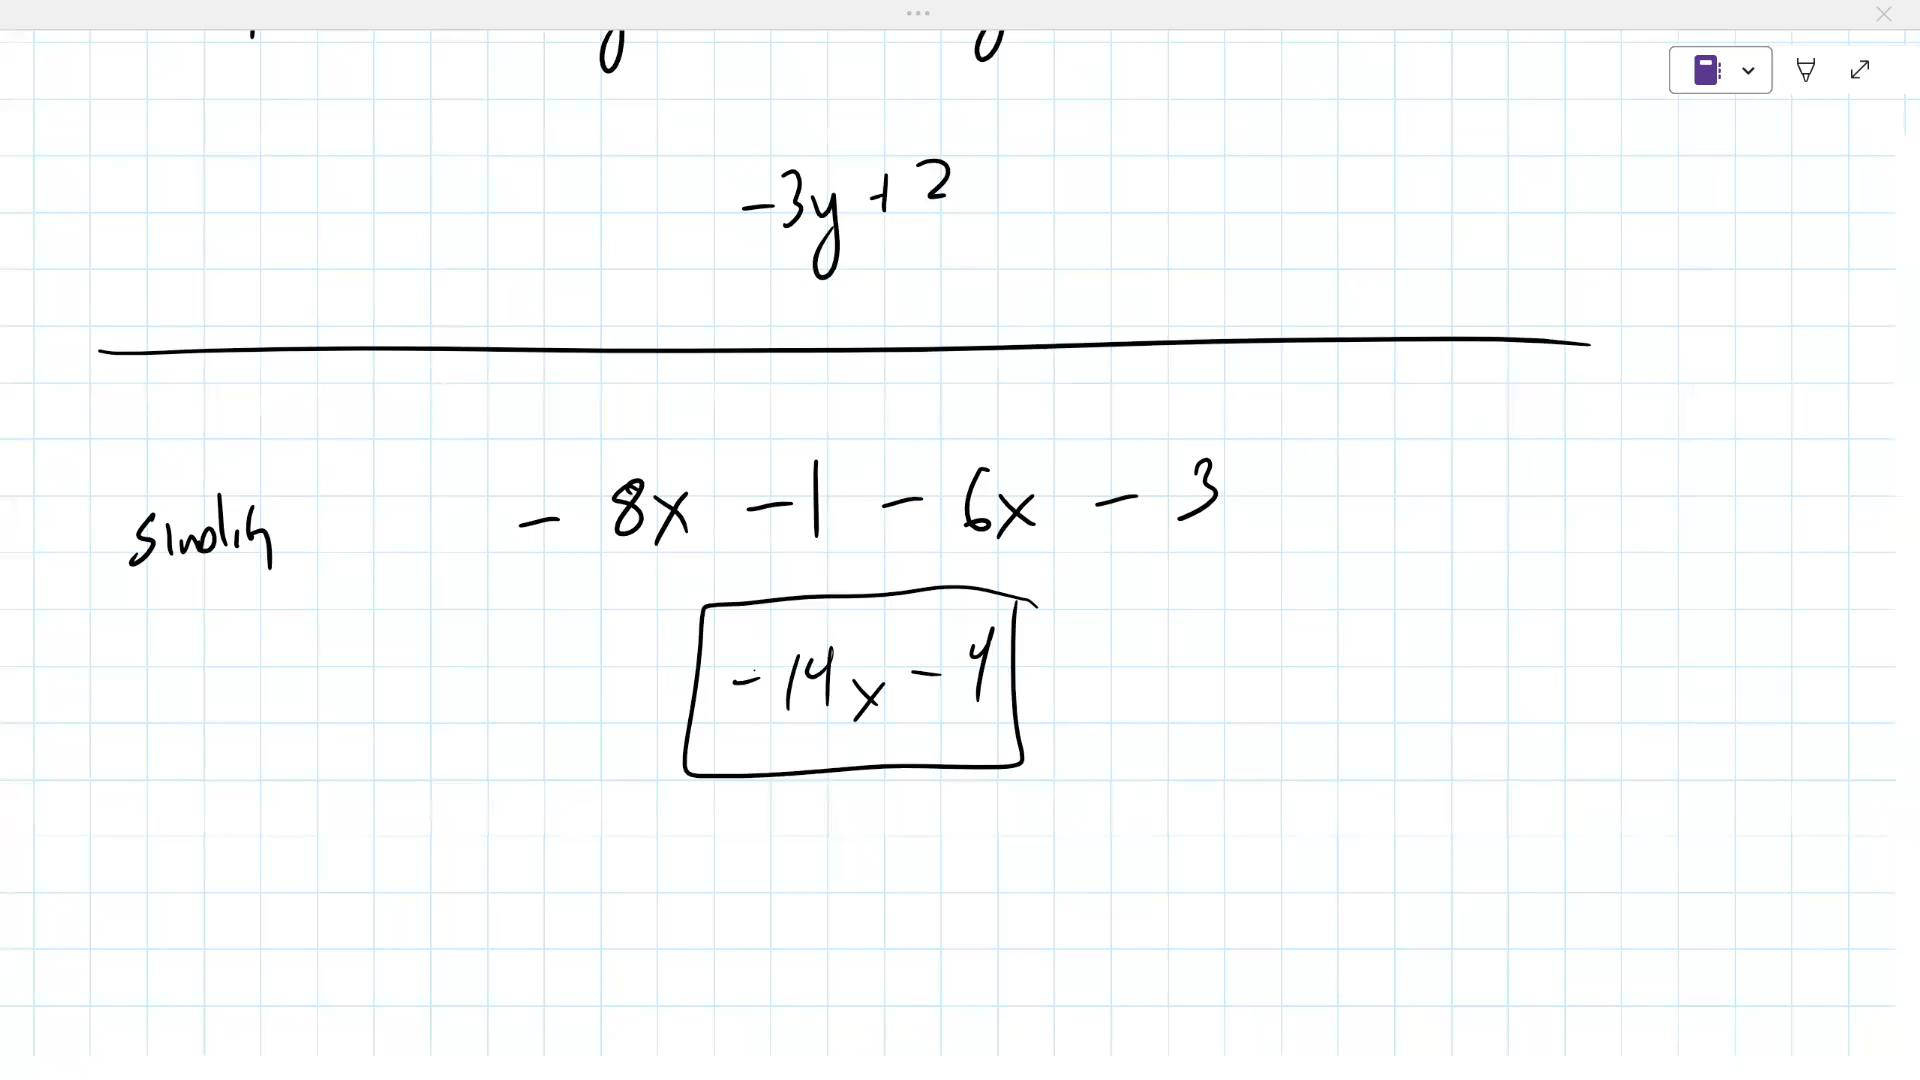 -3y + 2
simplify - 8x - 1 - 6x - 3
-14x - 4